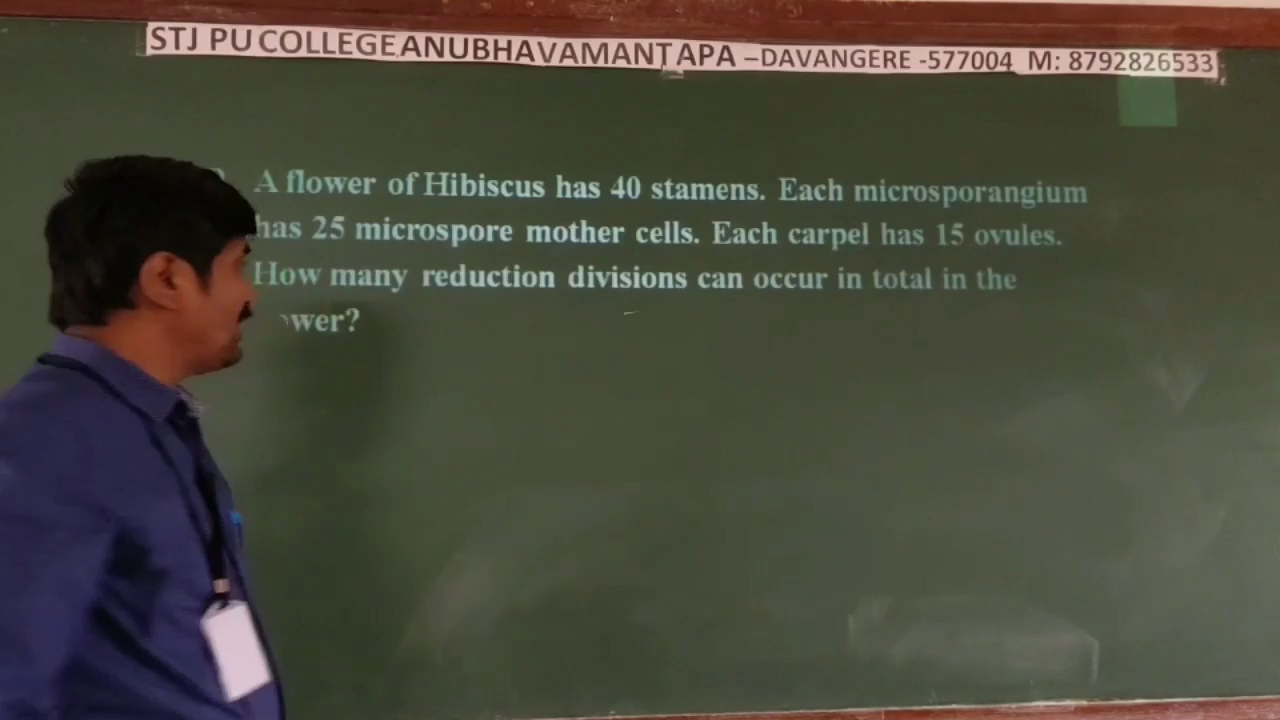 STJ PU COLLEGE ANUBHAVAMANTAPA –DAVANGERE -577004 M: 8792826533
A flower of Hibiscus has 40 stamens. Each microsporangium
has 25 microspore mother cells. Each carpel has 15 ovules.
How many reduction divisions can occur in total in the
wer?